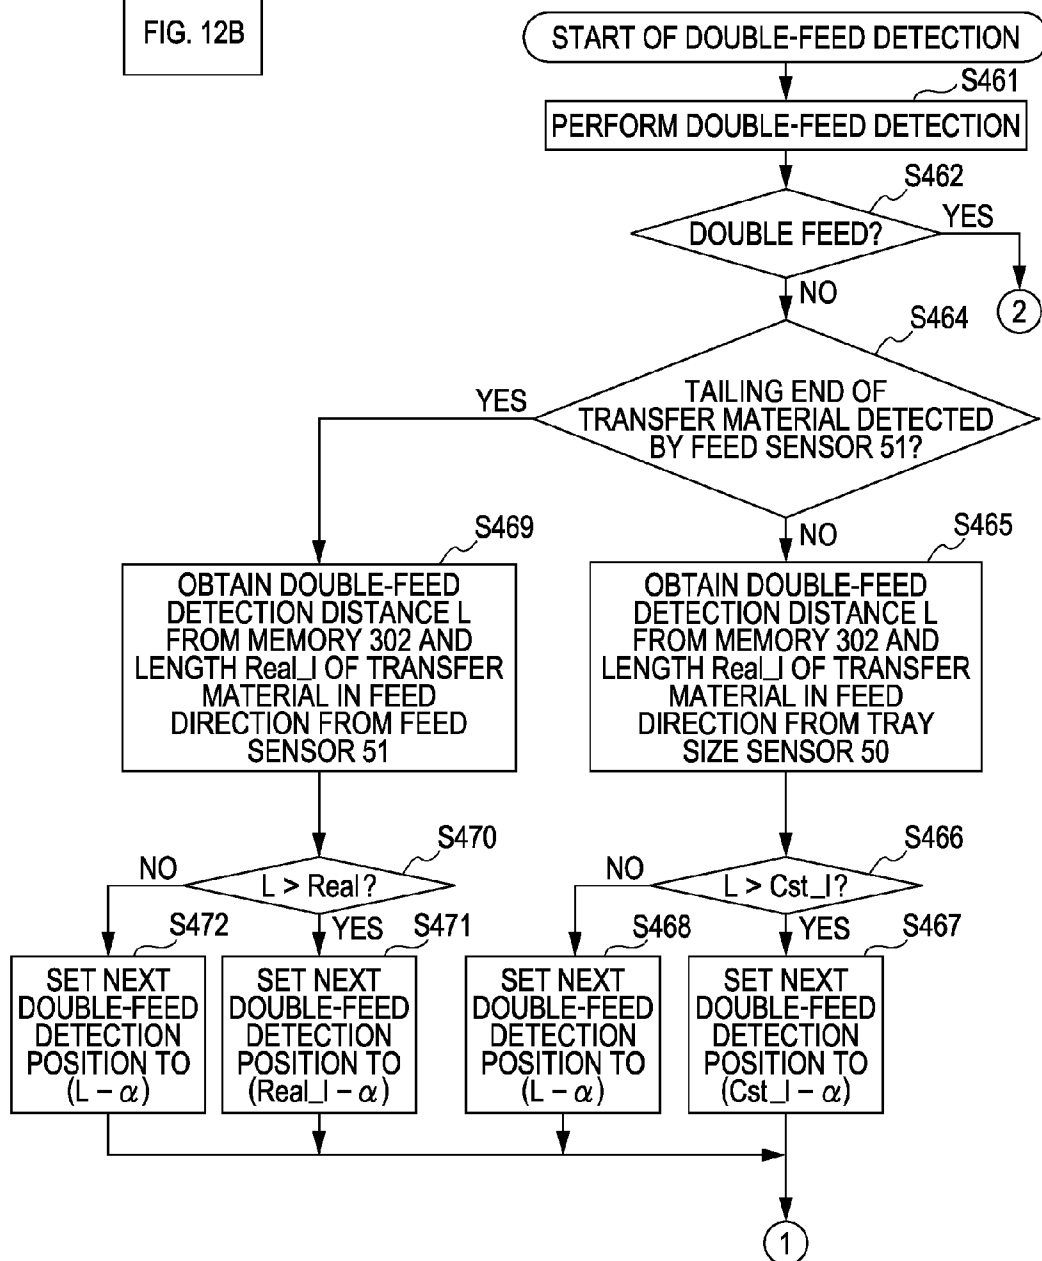 FIG. 12B
START OF DOUBLE-FEED DETECTION
S461
PERFORM DOUBLE-FEED DETECTION
S462
DOUBLE FEED?
YES
NO
2
S464
TAILING END OF
TRANSFER MATERIAL DETECTED
BY FEED SENSOR 51?
YES
NO
S469
OBTAIN DOUBLE-FEED
DETECTION DISTANCE L
FROM MEMORY 302 AND
LENGTH Real_l OF TRANSFER
MATERIAL IN FEED
DIRECTION FROM FEED
SENSOR 51
S465
OBTAIN DOUBLE-FEED
DETECTION DISTANCE L
FROM MEMORY 302 AND
LENGTH Real_l OF TRANSFER
MATERIAL IN FEED
DIRECTION FROM TRAY
SIZE SENSOR 50
S470
L > Real?
NO
YES
S466
L > Cst_l?
NO
YES
S472
SET NEXT
DOUBLE-FEED
DETECTION
POSITION TO
(L – α)
S471
SET NEXT
DOUBLE-FEED
DETECTION
POSITION TO
(Real_l – α)
S468
SET NEXT
DOUBLE-FEED
DETECTION
POSITION TO
(L – α)
S467
SET NEXT
DOUBLE-FEED
DETECTION
POSITION TO
(Cst_l – α)
1